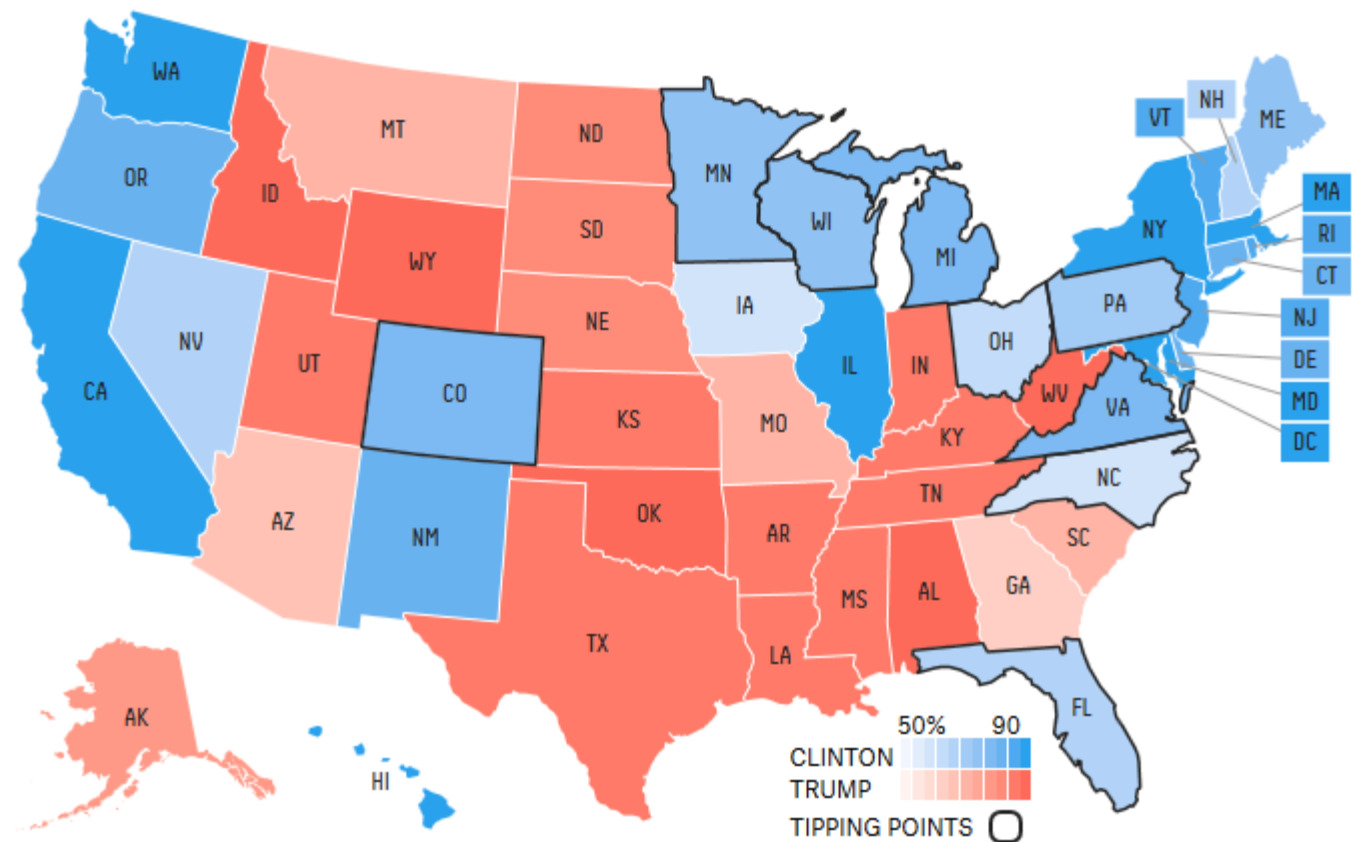 WA
NH
VT
ME
MT
ND
OR
MN
ID
MA
SD
WI
NY
RI
WY
MI
CT
IA
PA
NE
NV
OH
NJ
UT
IL
IN
DE
CA
CO
WV
MD
VA
KS
MO
KY
DC
NC
TN
AZ
OK
AR
SC
NM
GA
AL
MS
TX
LA
FL
AK
HI
50% 90
CLINTON
TRUMP
TIPPING POINTS